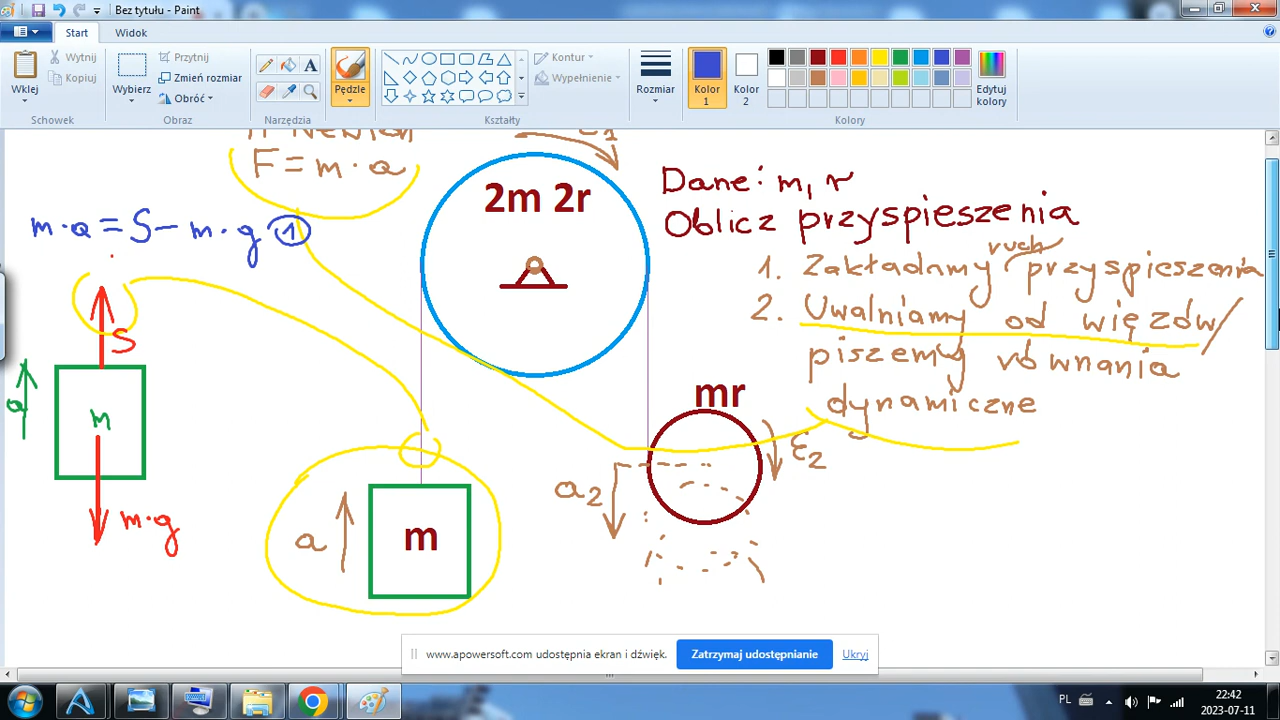 Bez tytułu - Paint
Start
Widok
Wklej
Wytnij
Kopiuj
Schowek
Wybierz
Przytnij
Zmień rozmiar
Obróć
Obraz
Narzędzia
Pędzle
Kształty
Kontur
Wypełnienie
Rozmiar
Kolor
1
Kolor
2
Edytuj
kolory
Kolory
F = m · a
m·a = S - m·g ①
2m 2r
Dane: m, r
Oblicz przyspieszenia
ruch
1. Zakładamy przyspieszenia
2. Uwalniamy od więzów/
piszemy równania
dynamiczne
S
a
m
m·g
a
m
mr
a2
ε2
www.apowersoft.com udostępnia ekran i dźwięk.
Zatrzymaj udostępnianie
Ukryj
PL
22:42
2023-07-11